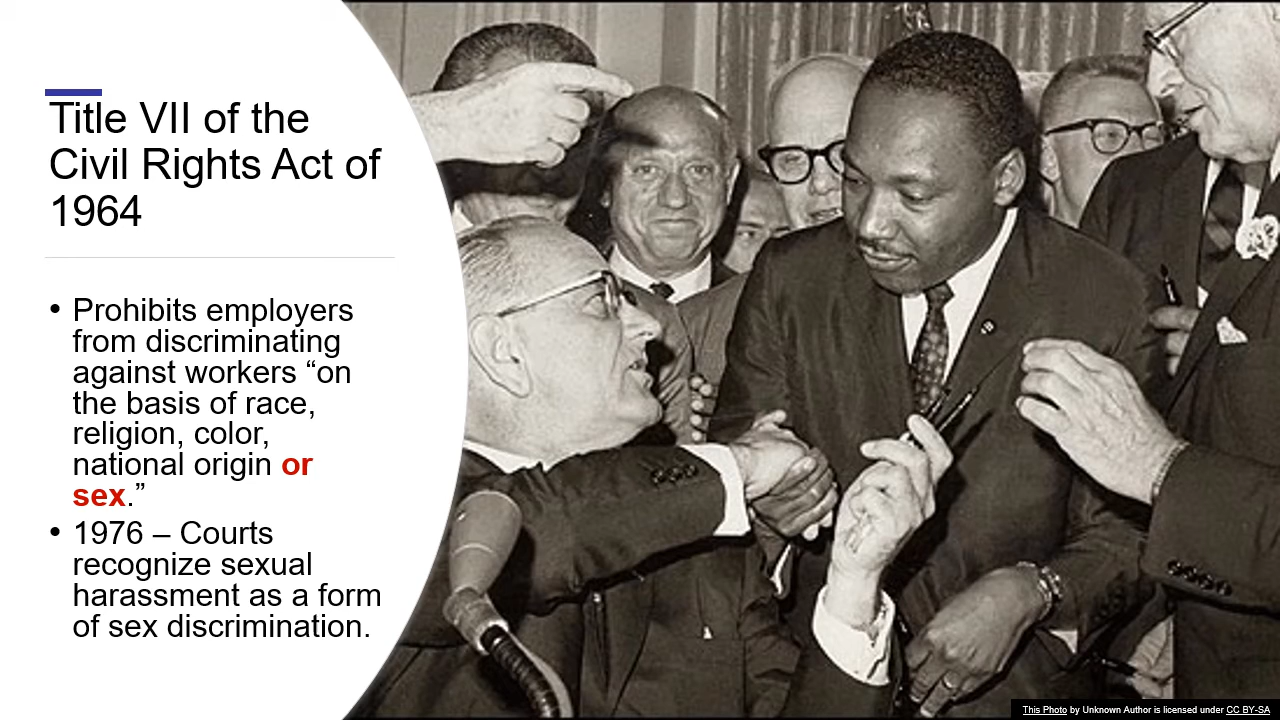 Title VII of the
Civil Rights Act of
1964
• Prohibits employers
from discriminating
against workers “on
the basis of race,
religion, color,
national origin or
sex.”
• 1976 – Courts
recognize sexual
harassment as a form
of sex discrimination.
This Photo by Unknown Author is licensed under CC BY-SA